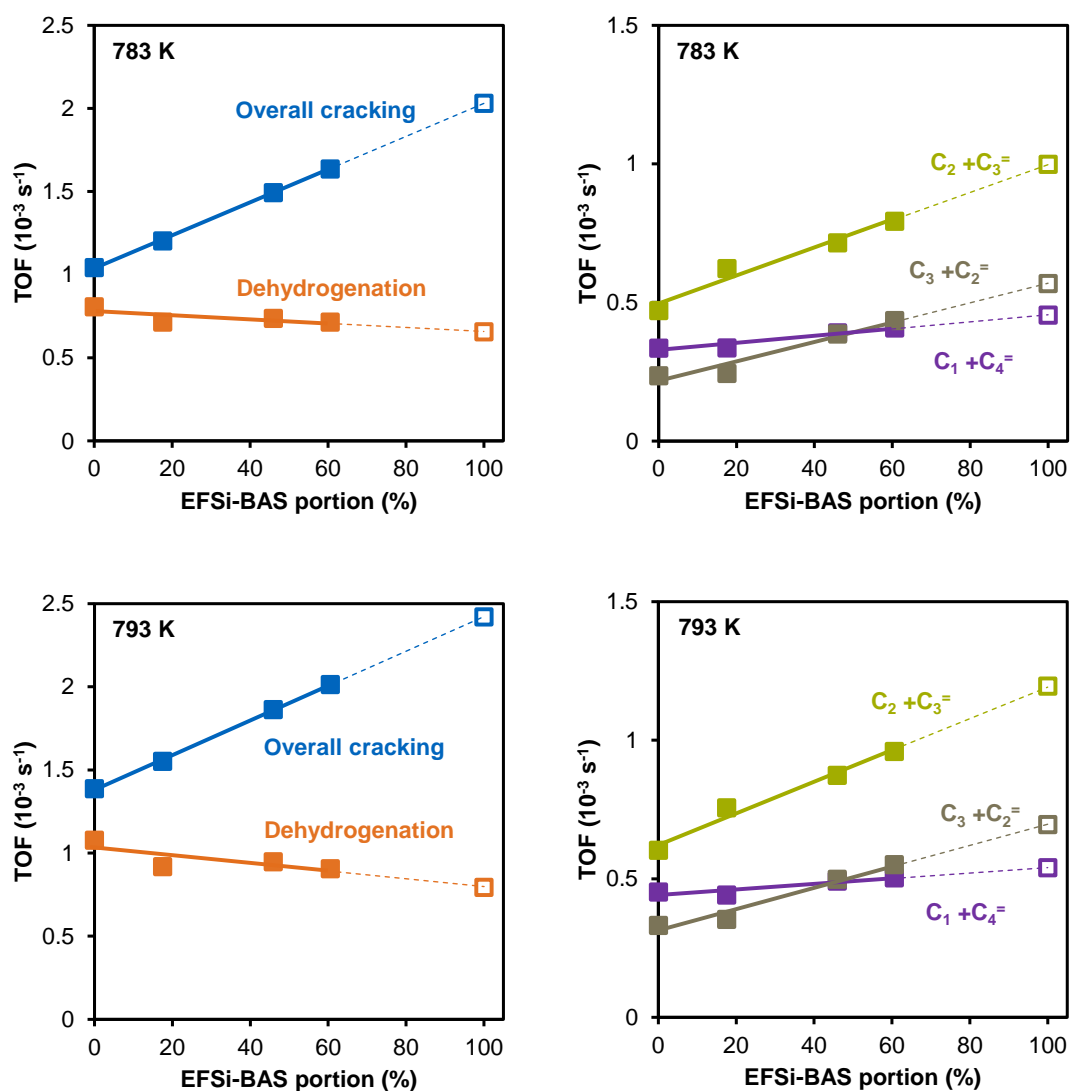 783 K
TOF (10⁻³ s⁻¹)
2.5
2
1.5
1
0.5
0
Overall cracking
Dehydrogenation
0 20 40 60 80 100
EFSi-BAS portion (%)
783 K
TOF (10⁻³ s⁻¹)
1.5
1
0.5
0
C₂ +C₃⁼
C₃ +C₂⁼
C₁ +C₄⁼
0 20 40 60 80 100
EFSi-BAS portion (%)
793 K
TOF (10⁻³ s⁻¹)
2.5
2
1.5
1
0.5
0
Overall cracking
Dehydrogenation
0 20 40 60 80 100
EFSi-BAS portion (%)
793 K
TOF (10⁻³ s⁻¹)
1.5
1
0.5
0
C₂ +C₃⁼
C₃ +C₂⁼
C₁ +C₄⁼
0 20 40 60 80 100
EFSi-BAS portion (%)